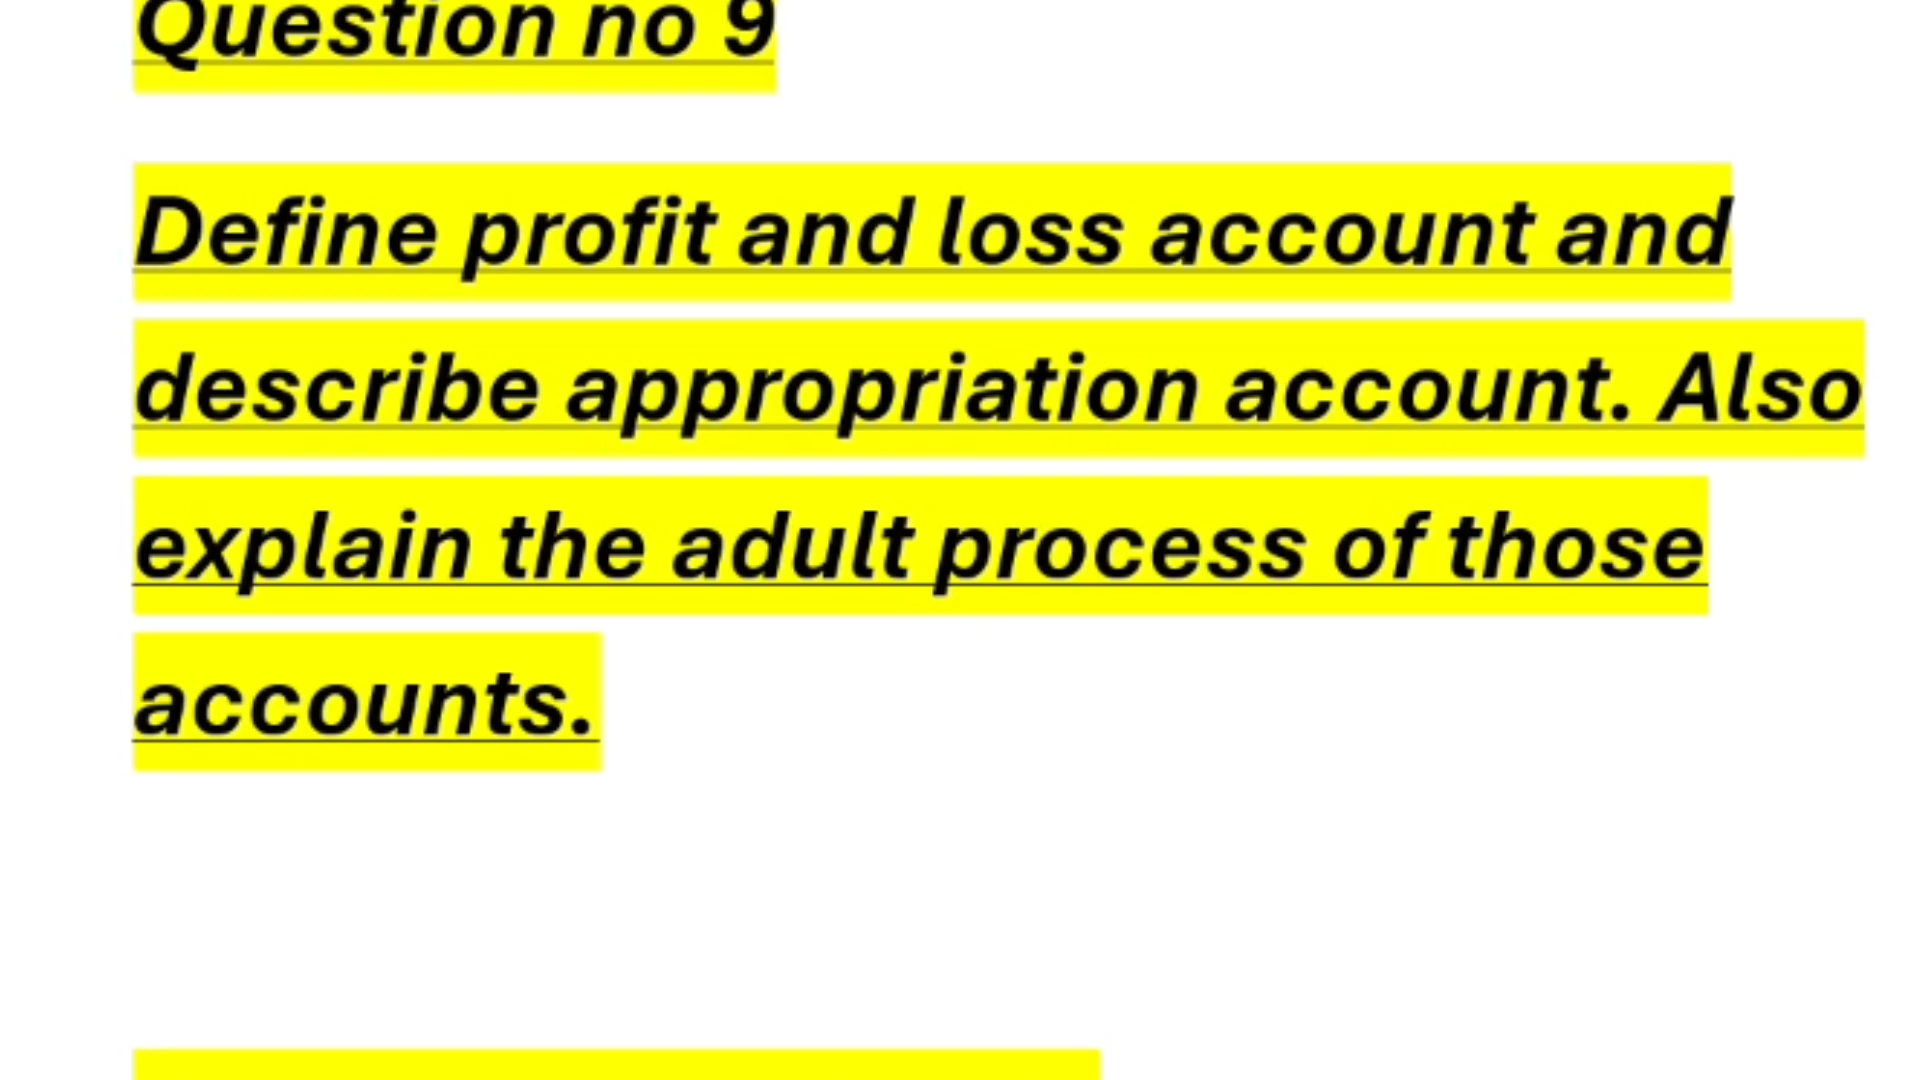 Question no 9
Define profit and loss account and
describe appropriation account. Also
explain the adult process of those
accounts.